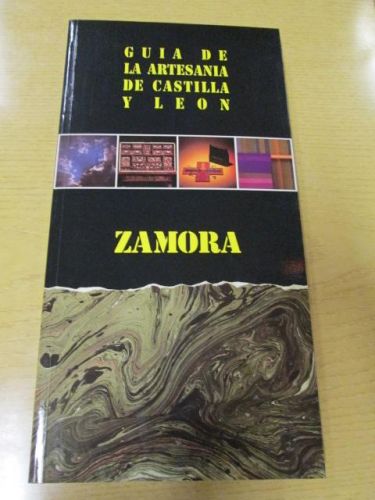 GUIA DE
LA ARTESANIA
DE CASTILLA
Y LEON
ZAMORA